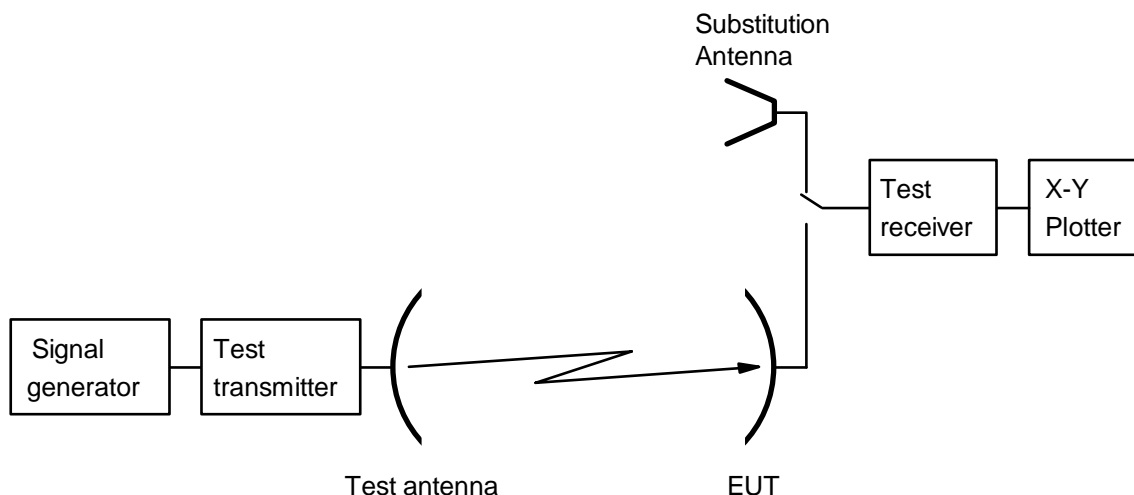 Substitution
Antenna
Test
receiver
X-Y
Plotter
Signal
generator
Test
transmitter
Test antenna
EUT